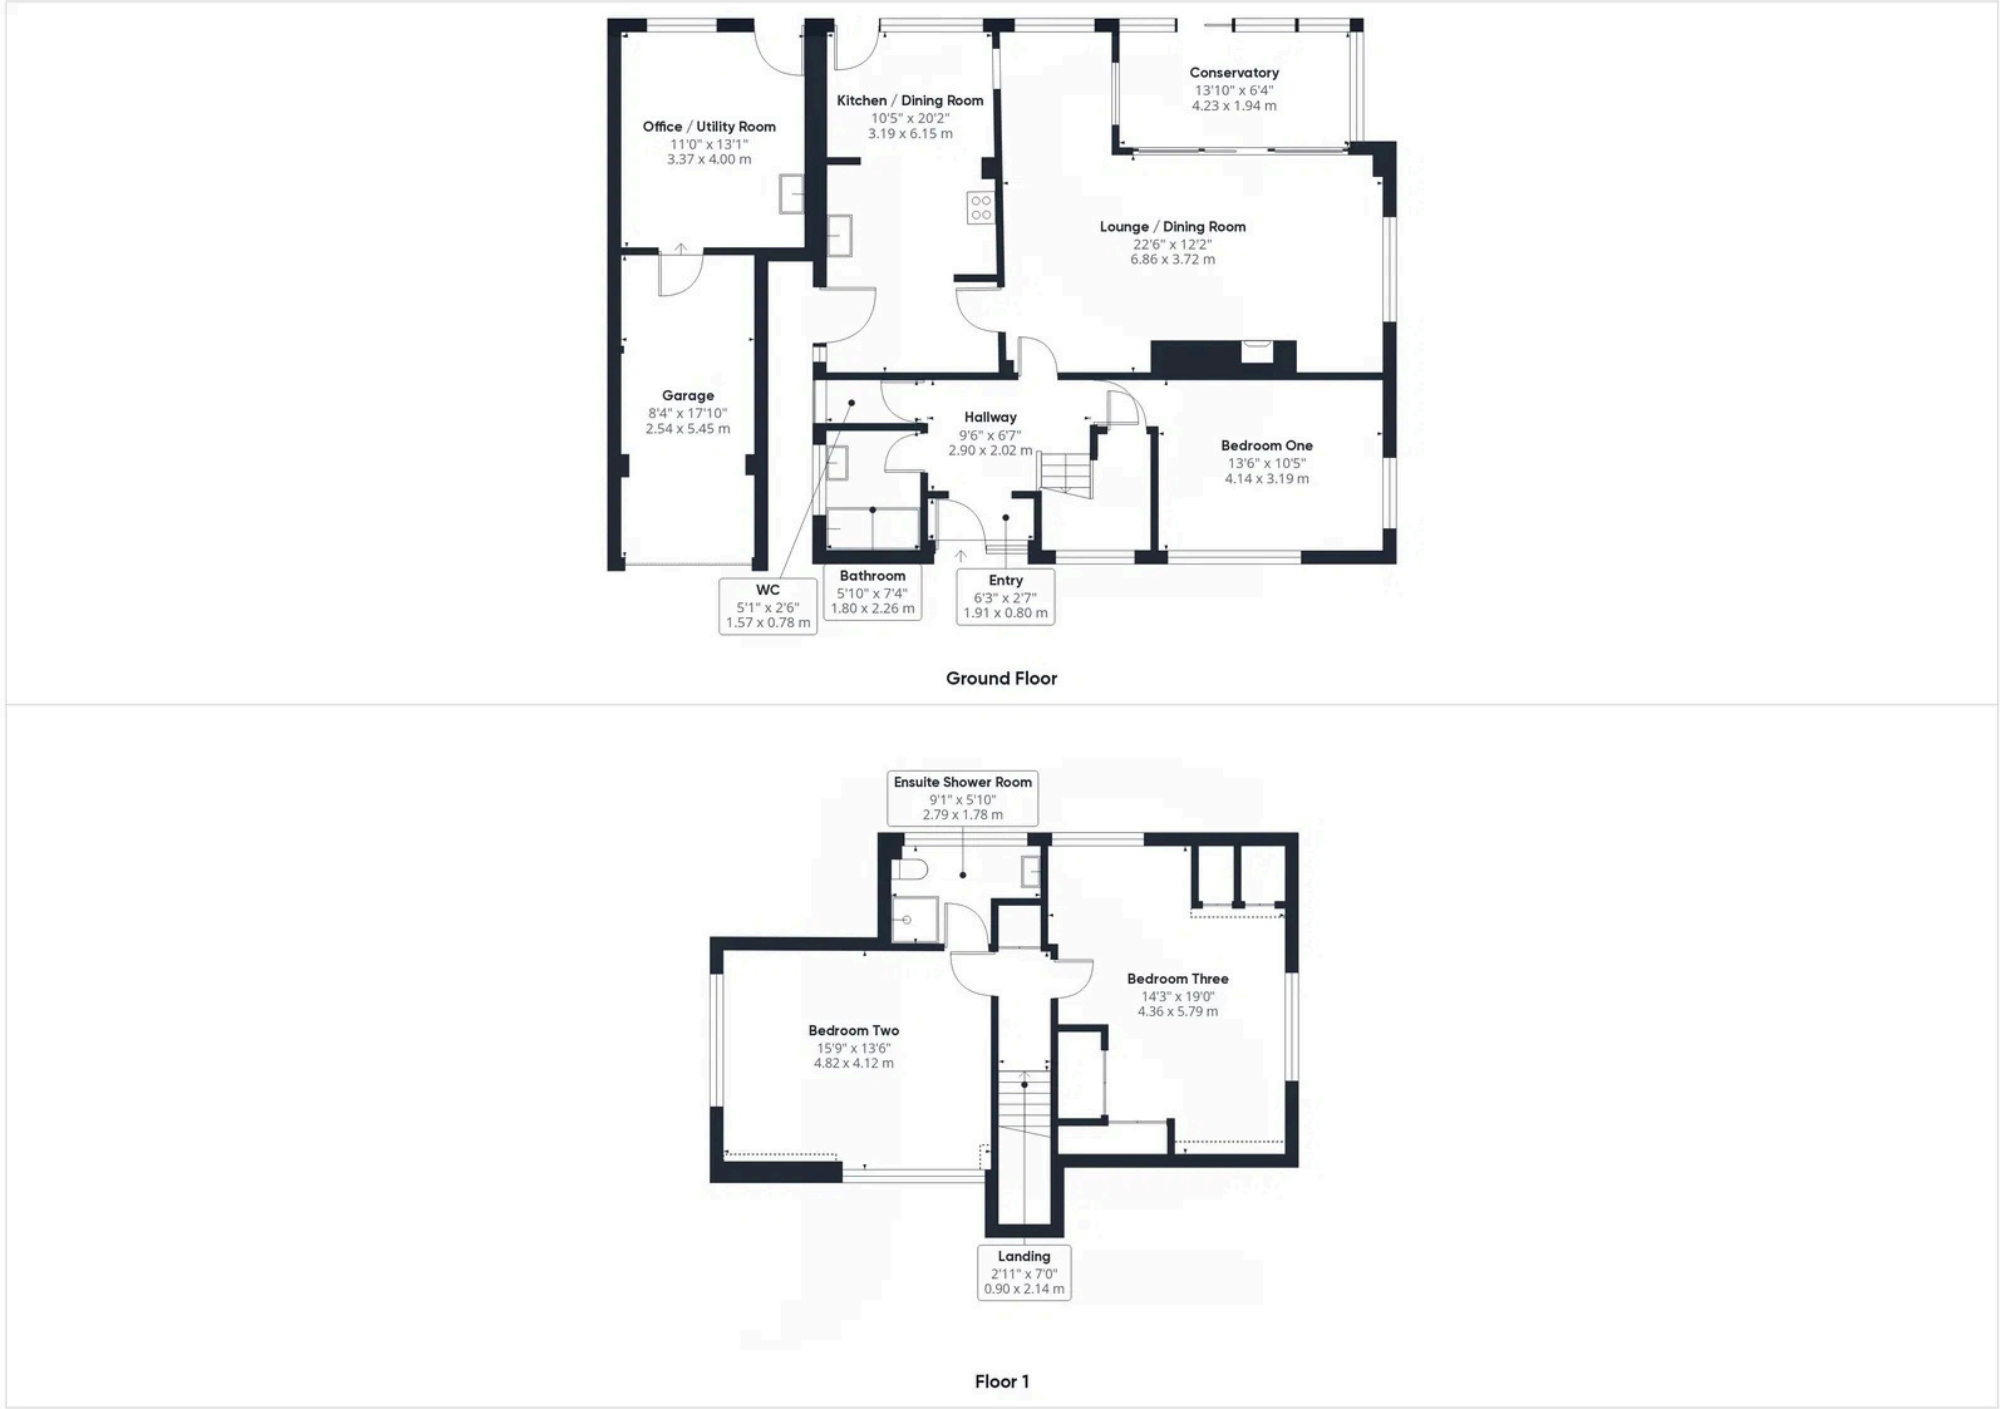 Conservatory
13'10" x 6'4"
4.23 x 1.94 m
Kitchen / Dining Room
10'5" x 20'2"
3.19 x 6.15 m
Office / Utility Room
11'0" x 13'1"
3.37 x 4.00 m
Lounge / Dining Room
22'6" x 12'2"
6.86 x 3.72 m
Garage
8'4" x 17'10"
2.54 x 5.45 m
Hallway
9'6" x 6'7"
2.90 x 2.02 m
Bedroom One
13'6" x 10'5"
4.14 x 3.19 m
WC
5'1" x 2'6"
1.57 x 0.78 m
Bathroom
5'10" x 7'4"
1.80 x 2.26 m
Entry
6'3" x 2'7"
1.91 x 0.80 m
Ground Floor
Ensuite Shower Room
9'1" x 5'10"
2.79 x 1.78 m
Bedroom Three
14'3" x 19'0"
4.36 x 5.79 m
Bedroom Two
15'9" x 13'6"
4.82 x 4.12 m
Landing
2'11" x 7'0"
0.90 x 2.14 m
Floor 1